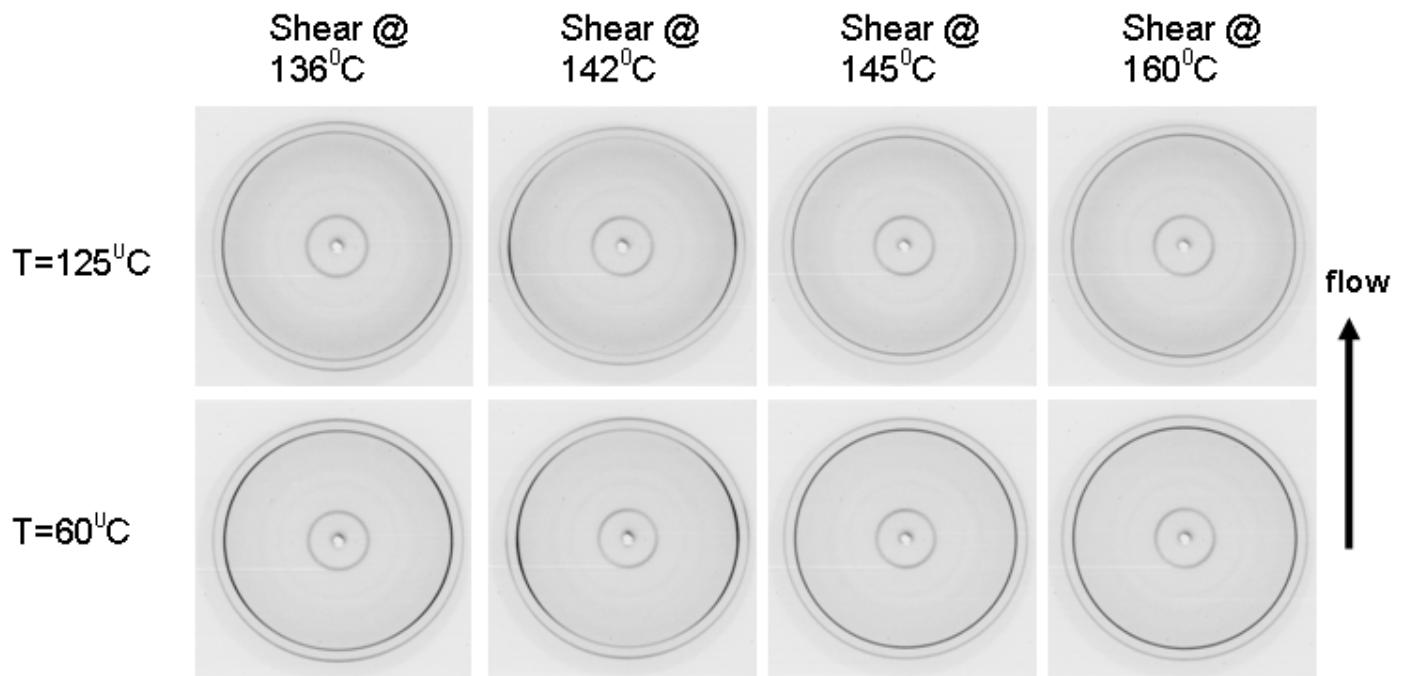 Shear @
136⁰C
Shear @
142⁰C
Shear @
145⁰C
Shear @
160⁰C
T=125⁰C
flow
T=60⁰C